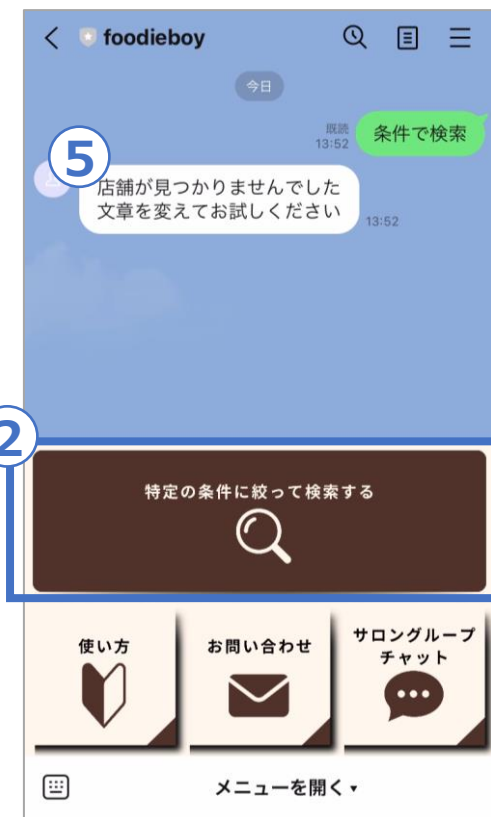 foodieboy
今日
既読
13:52
条件で検索
⑤
店舗が見つかりませんでした
文章を変えてお試しください
13:52
②
特定の条件に絞って検索する
使い方
お問い合わせ
サロングループ
チャット
メニューを開く▼